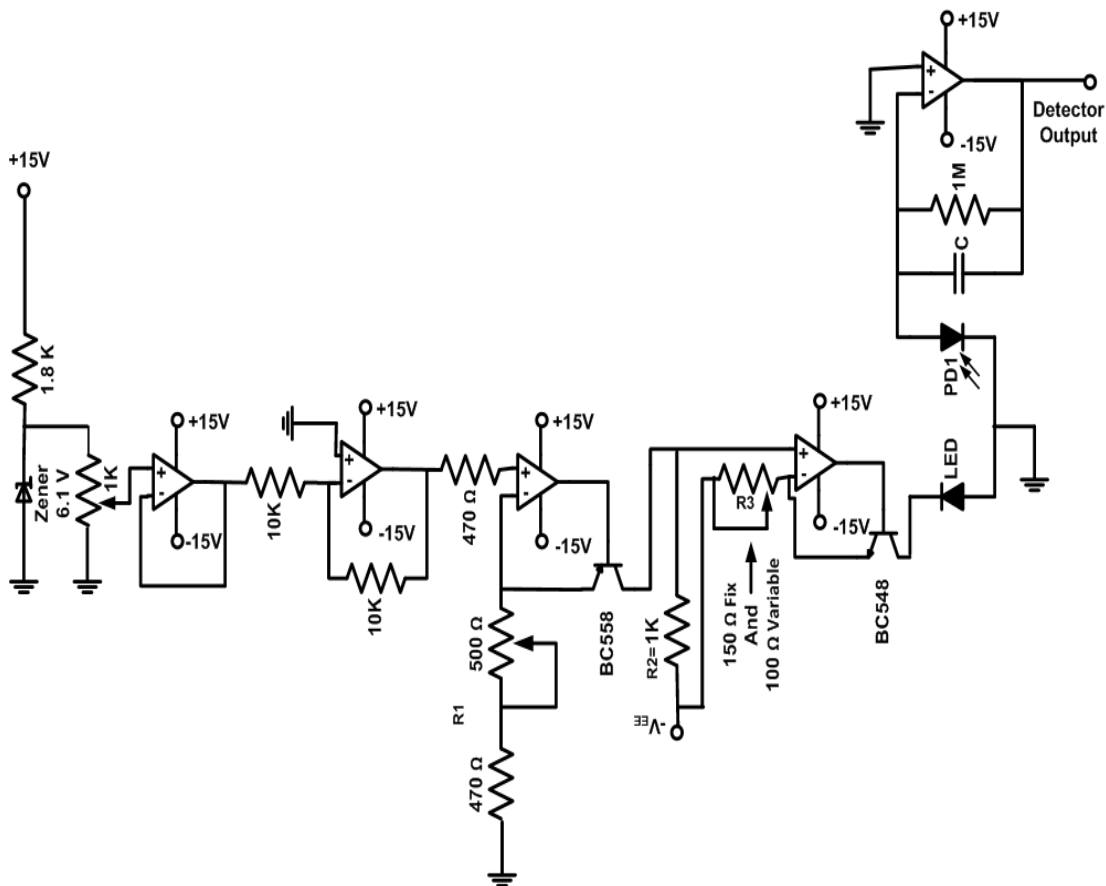 +15V
-15V
Detector
Output
1M
C
PD1
LED
+15V
1.8 K
Zener
6.1 V
1K
+15V
-15V
10K
+15V
-15V
10K
470 Ω
+15V
-15V
BC558
500 Ω
R1
470 Ω
R2=1K
-VEE
R3
150 Ω Fix
And
100 Ω Variable
+15V
-15V
BC548
+
-
+
-
+
-
+
-
+
-